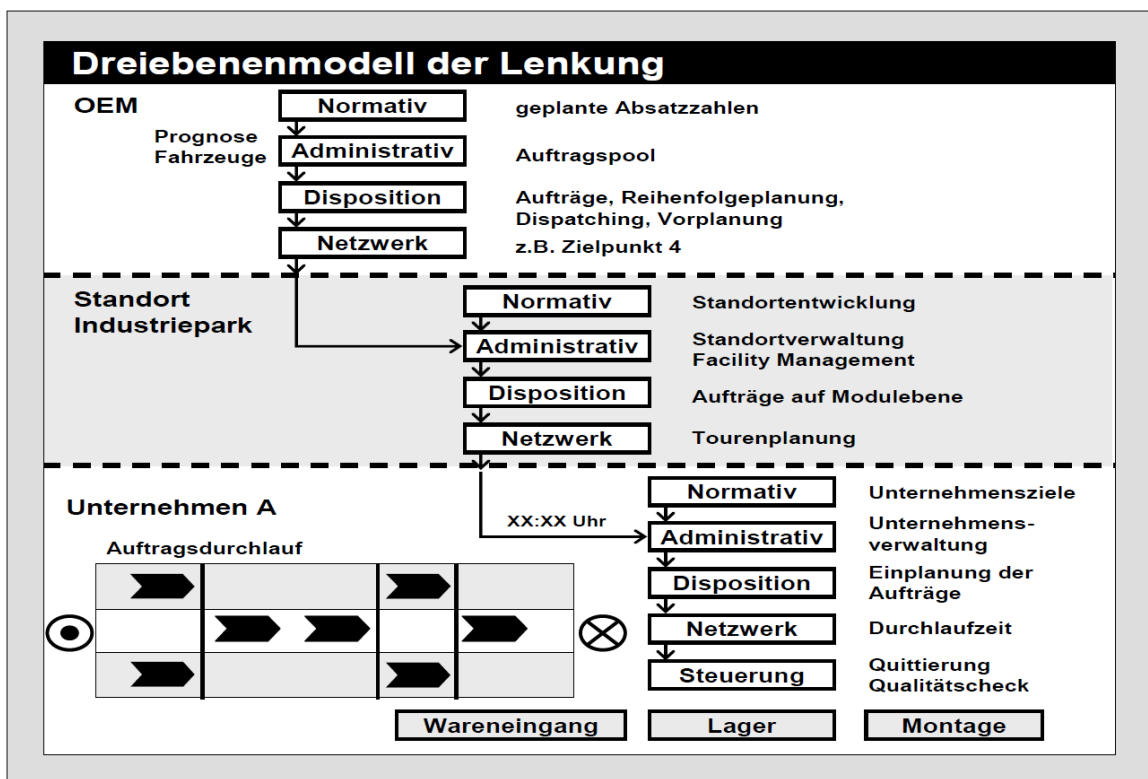 Dreiebenenmodell der Lenkung
OEM
Normativ
geplante Absatzzahlen
Prognose
Fahrzeuge
Administrativ
Auftragspool
Disposition
Aufträge, Reihenfolgeplanung,
Dispatching, Vorplanung
Netzwerk
z.B. Zielpunkt 4
Standort
Industriepark
Normativ
Standortentwicklung
Administrativ
Standortverwaltung
Facility Management
Disposition
Aufträge auf Modulebene
Netzwerk
Tourenplanung
Unternehmen A
XX:XX Uhr
Normativ
Unternehmensziele
Administrativ
Unternehmens-
verwaltung
Auftragsdurchlauf
Disposition
Einplanung der
Aufträge
Netzwerk
Durchlaufzeit
Steuerung
Quittierung
Qualitätscheck
Wareneingang
Lager
Montage